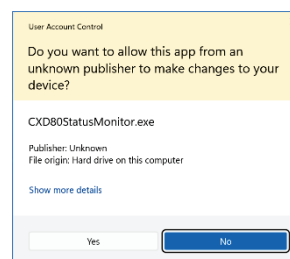 User Account Control
Do you want to allow this app from an
unknown publisher to make changes to your
device?
CXD80StatusMonitor.exe
Publisher: Unknown
File origin: Hard drive on this computer
Show more details
Yes
No